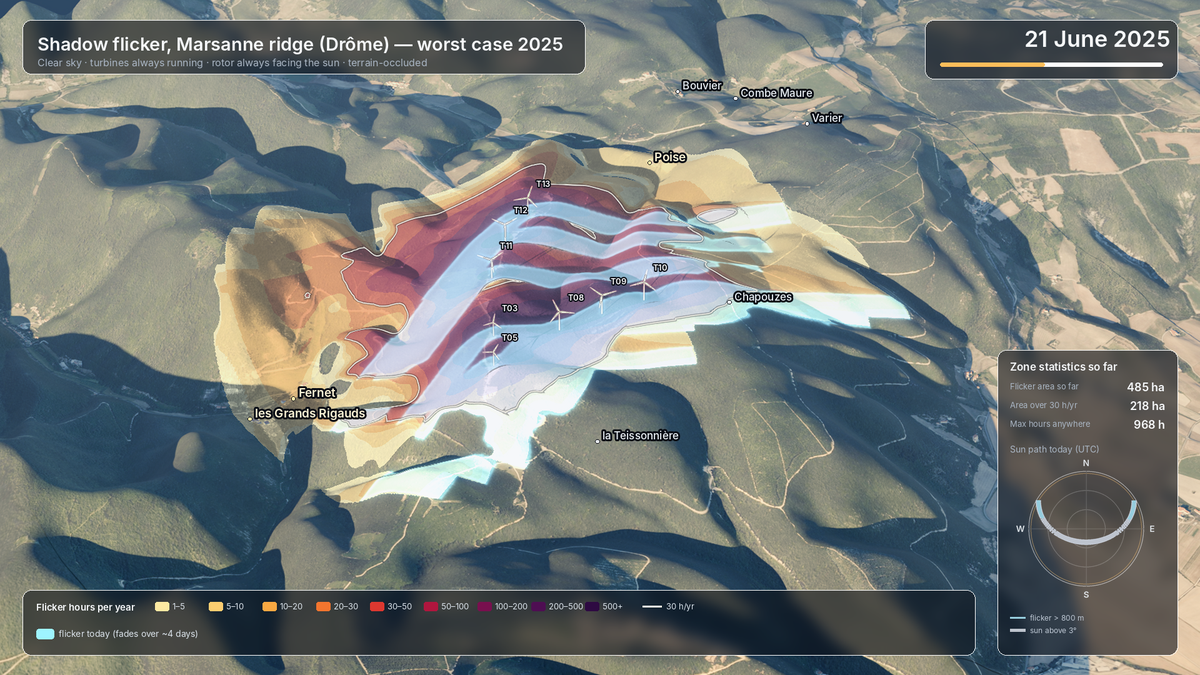 Shadow flicker, Marsanne ridge (Drôme) — worst case 2025
Clear sky · turbines always running · rotor always facing the sun · terrain-occluded
21 June 2025
Bouvier
Combe Maure
Varier
Poise
T13
T12
T11
T10
T09
T08
T03
T05
Chapouzes
Fernet
les Grands Rigauds
la Teissonnière
Zone statistics so far
Flicker area so far 485 ha
Area over 30 h/yr 218 ha
Max hours anywhere 968 h
Sun path today (UTC)
N
W E
S
flicker > 800 m
sun above 3°
Flicker hours per year 1–5 5–10 10–20 20–30 30–50 50–100 100–200 200–500 500+ 30 h/yr
flicker today (fades over ~4 days)